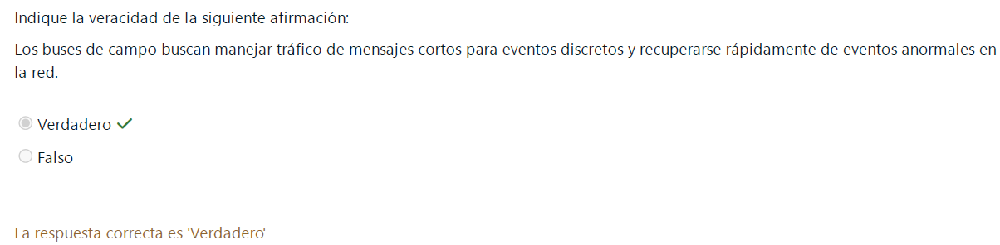 Indique la veracidad de la siguiente afirmación:
Los buses de campo buscan manejar tráfico de mensajes cortos para eventos discretos y recuperarse rápidamente de eventos anormales en
la red.
Verdadero
Falso
La respuesta correcta es 'Verdadero'